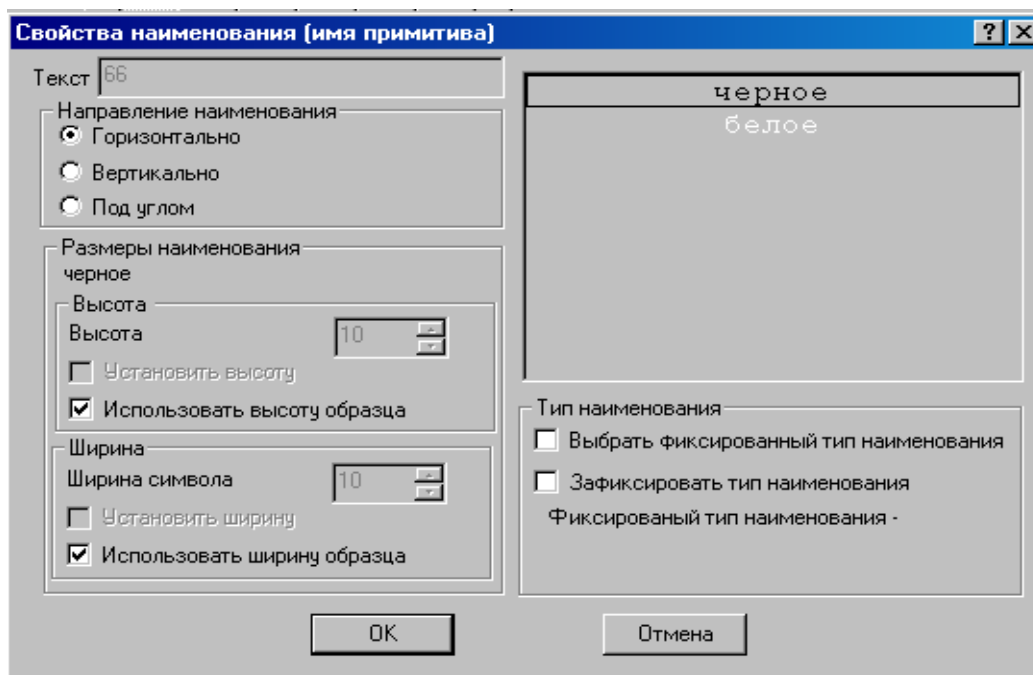 Свойства наименования (имя примитива)
Текст 66
Направление наименования
Горизонтально
Вертикально
Под углом
Размеры наименования
черное
Высота
Высота 10
Установить высоту
Использовать высоту образца
Ширина
Ширина символа 10
Установить ширину
Использовать ширину образца
черное
белое
Тип наименования
Выбрать фиксированный тип наименования
Зафиксировать тип наименования
Фиксированый тип наименования -
OK
Отмена